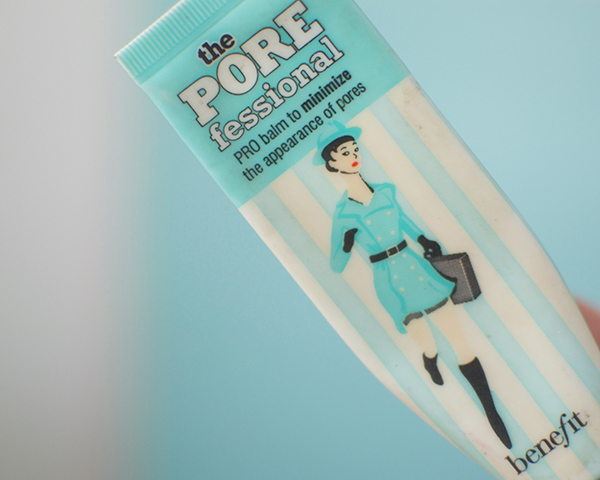 the
PORE
fessional
PRO balm to minimize
the appearance of pores
benefit